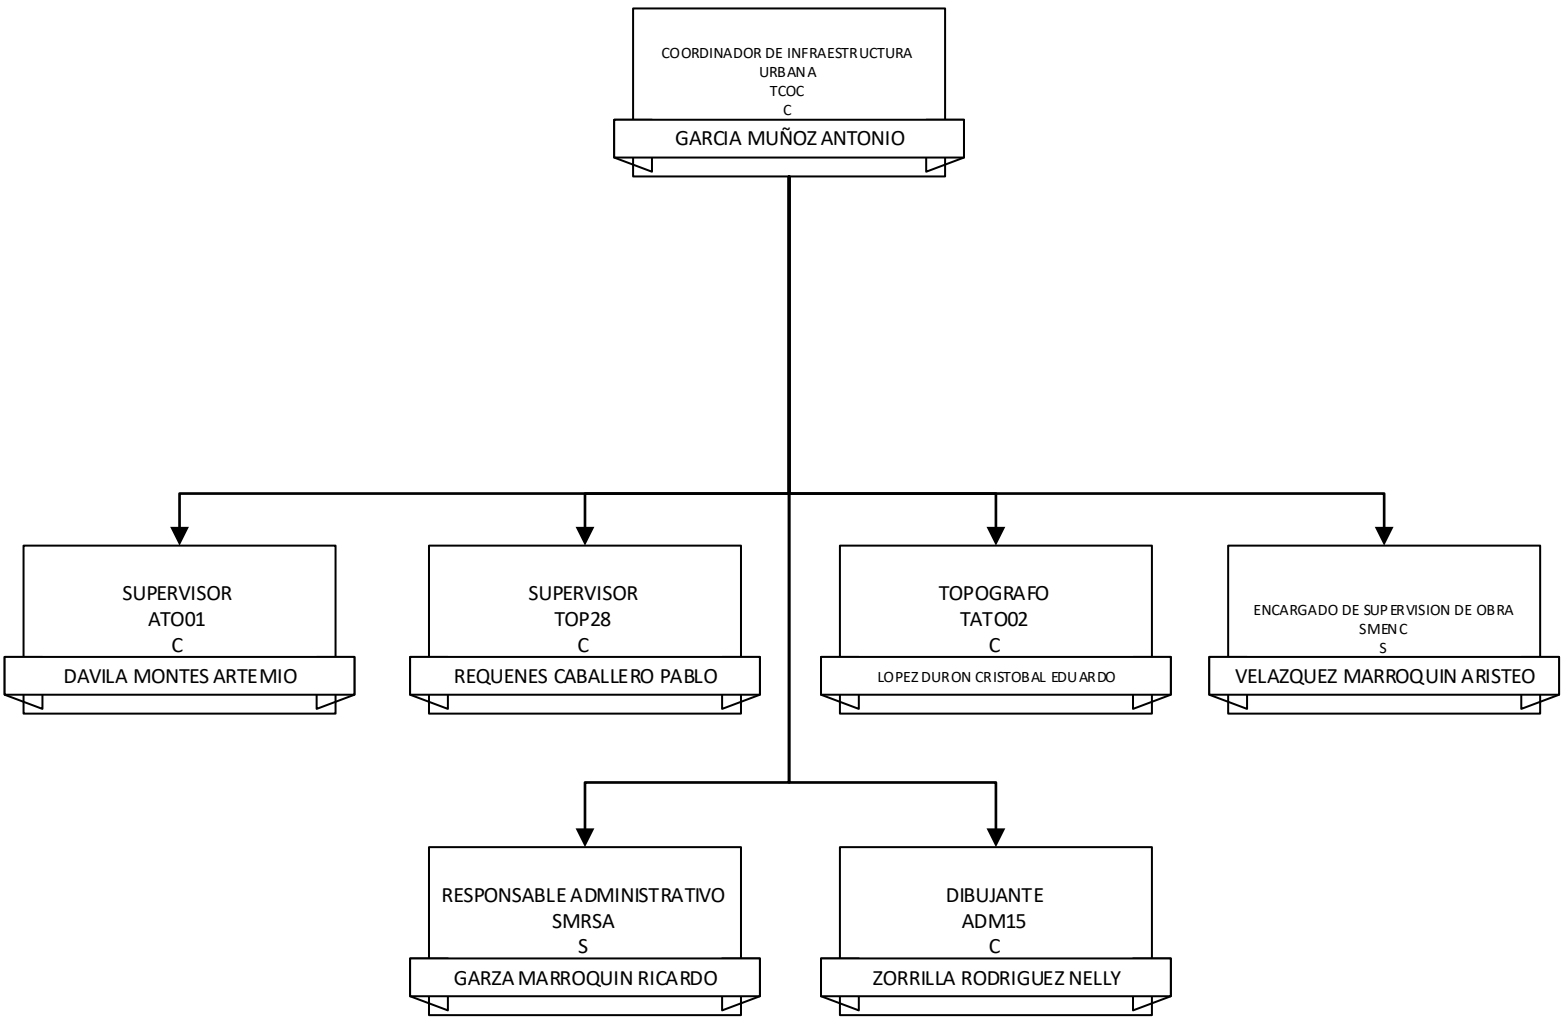 COORDINADOR DE INFRAESTRUCTURA
URBANA
TCOC
C
GARCIA MUÑOZ ANTONIO
SUPERVISOR
ATO01
C
DAVILA MONTES ARTEMIO
SUPERVISOR
TOP28
C
REQUENES CABALLERO PABLO
TOPOGRAFO
TATO02
C
LOPEZ DURON CRISTOBAL EDUARDO
ENCARGADO DE SUPERVISION DE OBRA
SMENC
S
VELAZQUEZ MARROQUIN ARISTEO
RESPONSABLE ADMINISTRATIVO
SMRSA
S
GARZA MARROQUIN RICARDO
DIBUJANTE
ADM15
C
ZORRILLA RODRIGUEZ NELLY